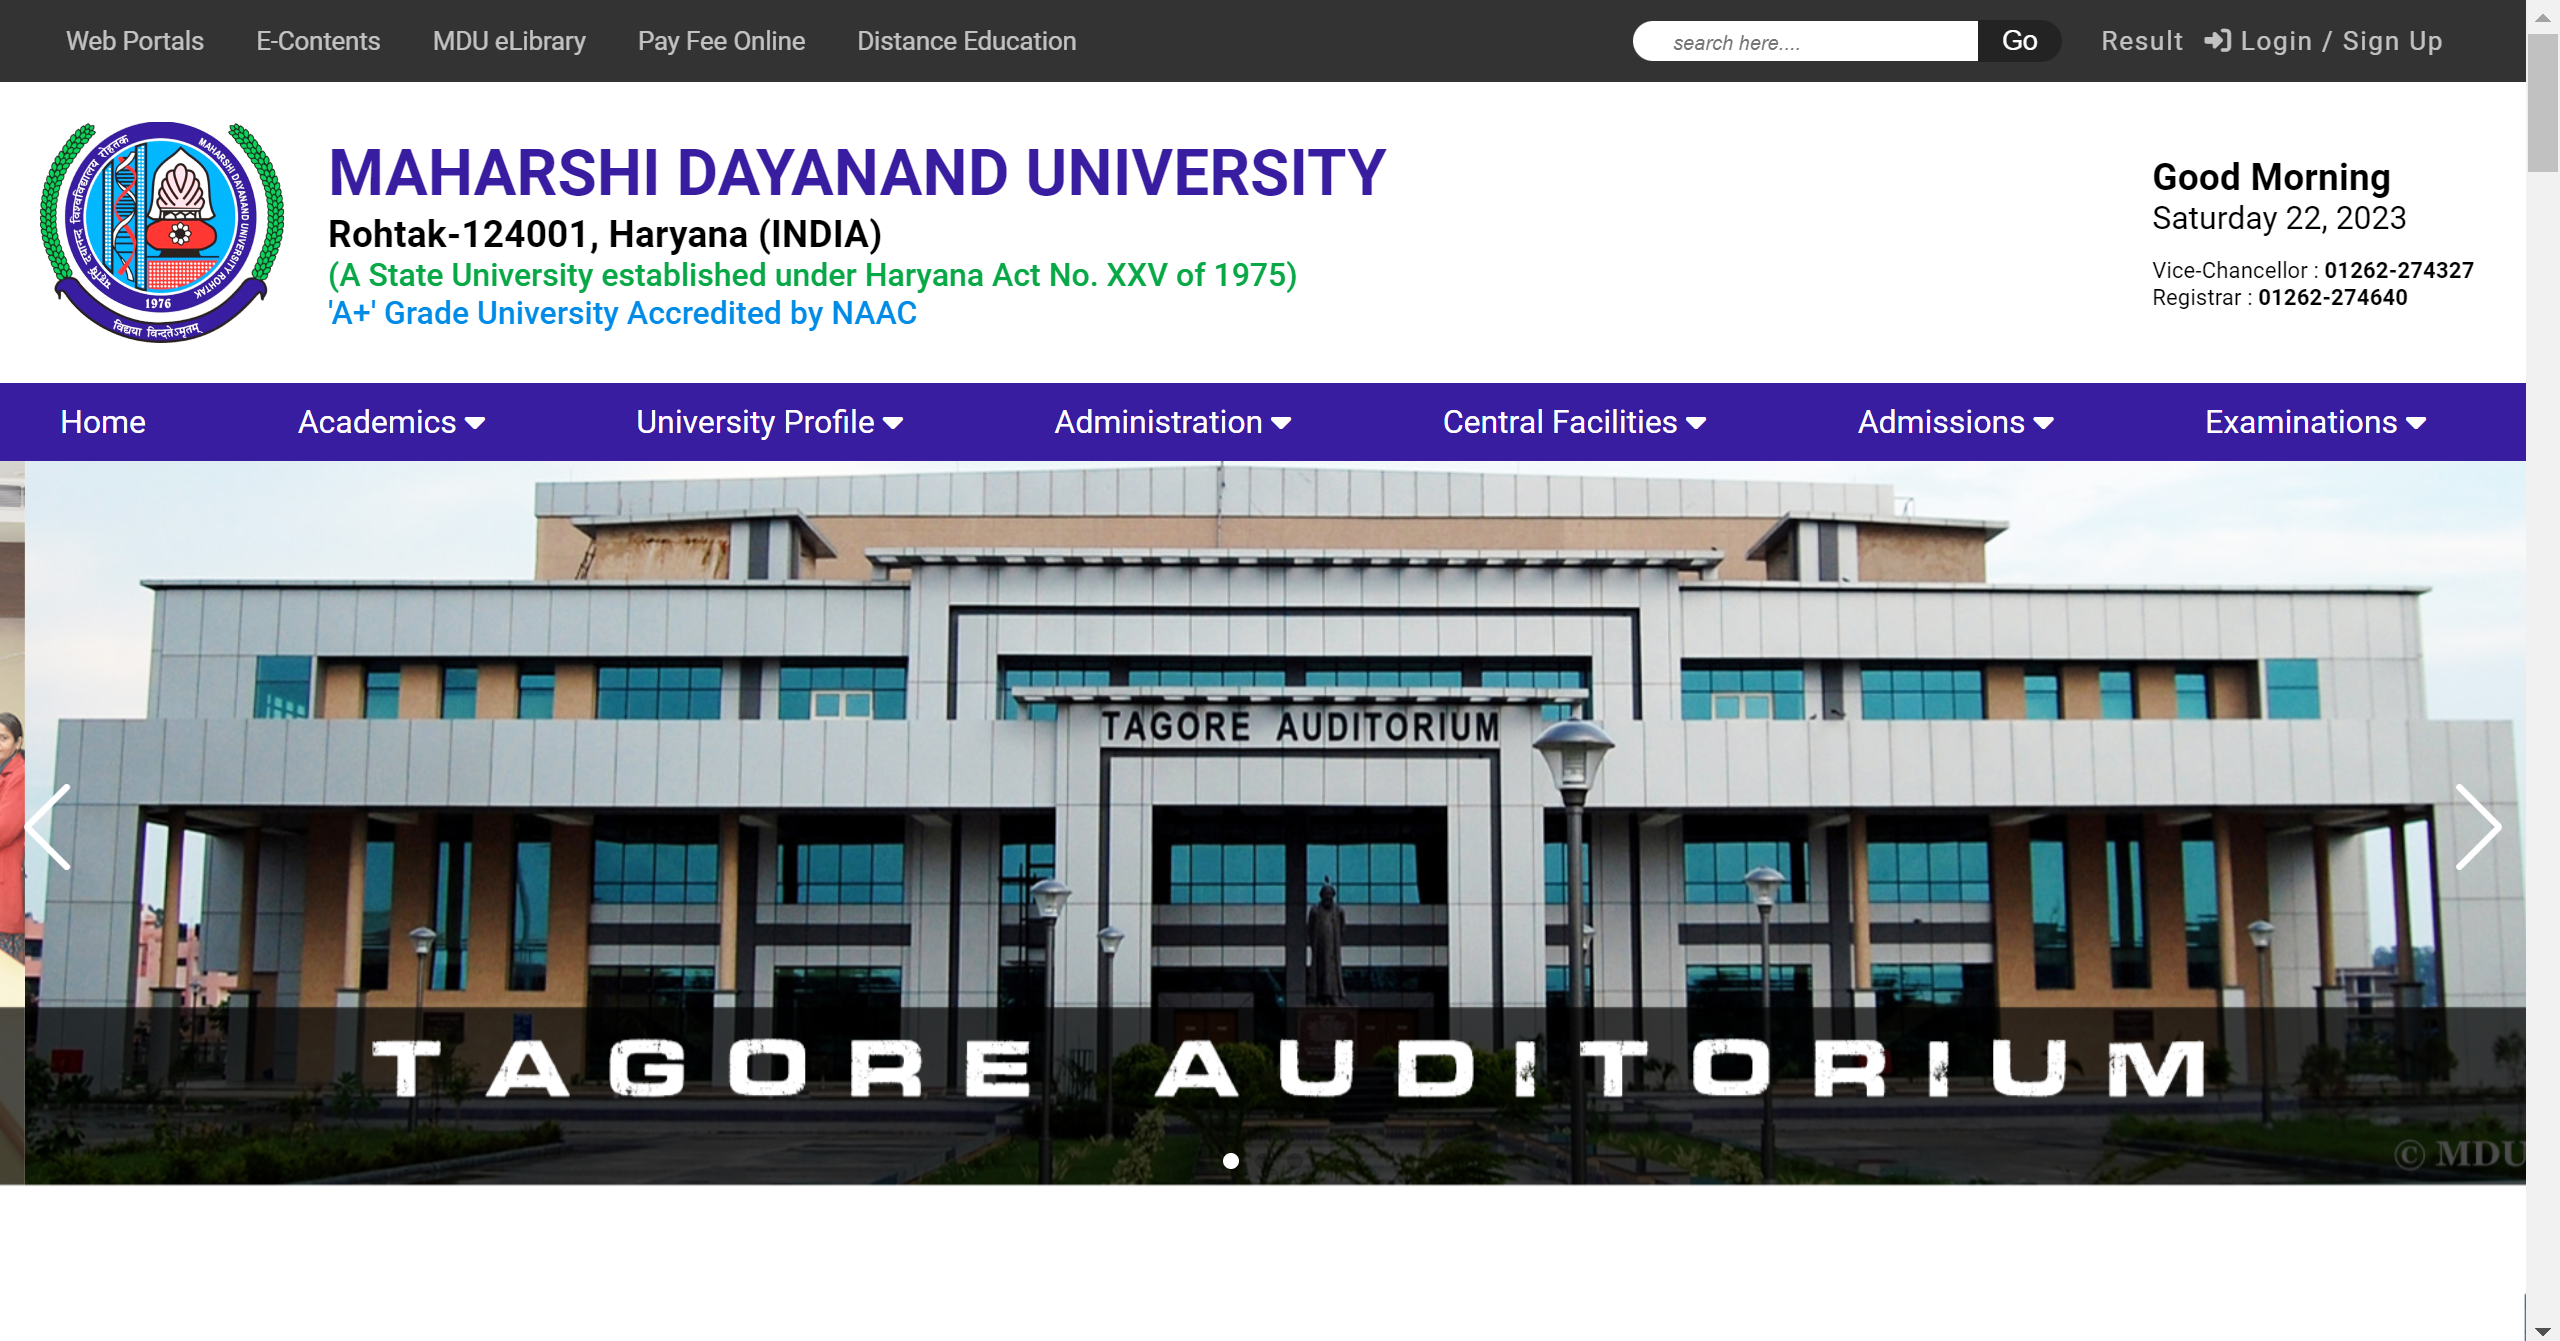 Web Portals E-Contents MDU eLibrary Pay Fee Online Distance Education search here.... Go Result Login / Sign Up
महर्षि दयानन्द विश्वविद्यालय रोहतक
MAHARSHI DAYANAND UNIVERSITY ROHTAK
1976
विद्यया विन्दतेऽमृतम्
MAHARSHI DAYANAND UNIVERSITY
Rohtak-124001, Haryana (INDIA)
(A State University established under Haryana Act No. XXV of 1975)
'A+' Grade University Accredited by NAAC
Good Morning
Saturday 22, 2023
Vice-Chancellor : 01262-274327
Registrar : 01262-274640
Home Academics University Profile Administration Central Facilities Admissions Examinations
TAGORE AUDITORIUM
TAGORE AUDITORIUM
© MDU